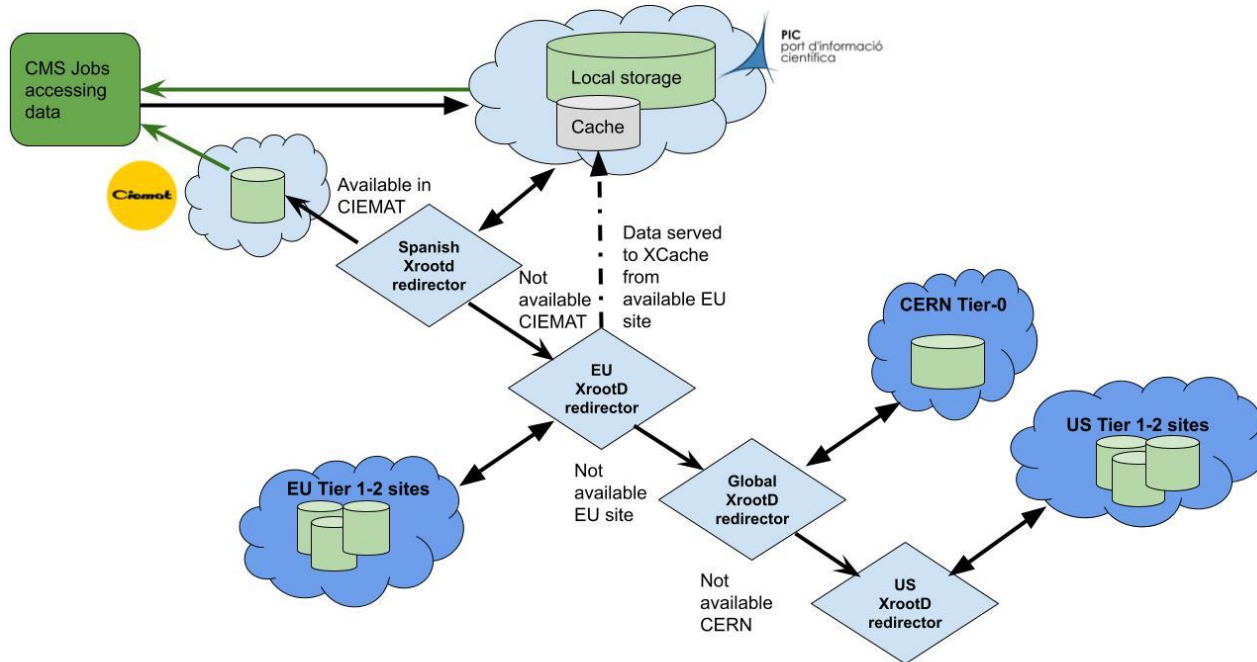 PIC
port d'informació
científica
CMS Jobs
accessing
data
Local storage
Cache
Ciemat
Available in
CIEMAT
Spanish
Xrootd
redirector
Not
available
CIEMAT
Data served
to XCache
from
available EU
site
CERN Tier-0
EU
XrootD
redirector
US Tier 1-2 sites
EU Tier 1-2 sites
Not
available
EU site
Global
XrootD
redirector
Not
available
CERN
US
XrootD
redirector